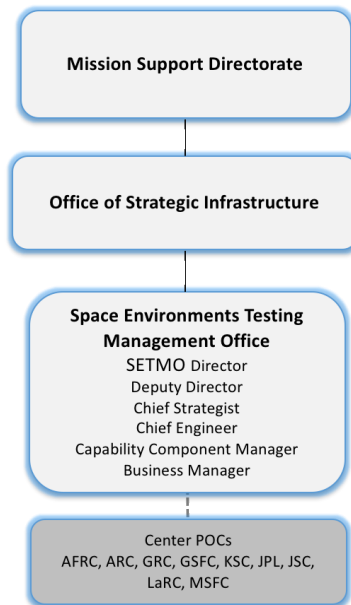 Mission Support Directorate
Office of Strategic Infrastructure
Space Environments Testing
Management Office
SETMO Director
Deputy Director
Chief Strategist
Chief Engineer
Capability Component Manager
Business Manager
Center POCs
AFRC, ARC, GRC, GSFC, KSC, JPL, JSC,
LaRC, MSFC